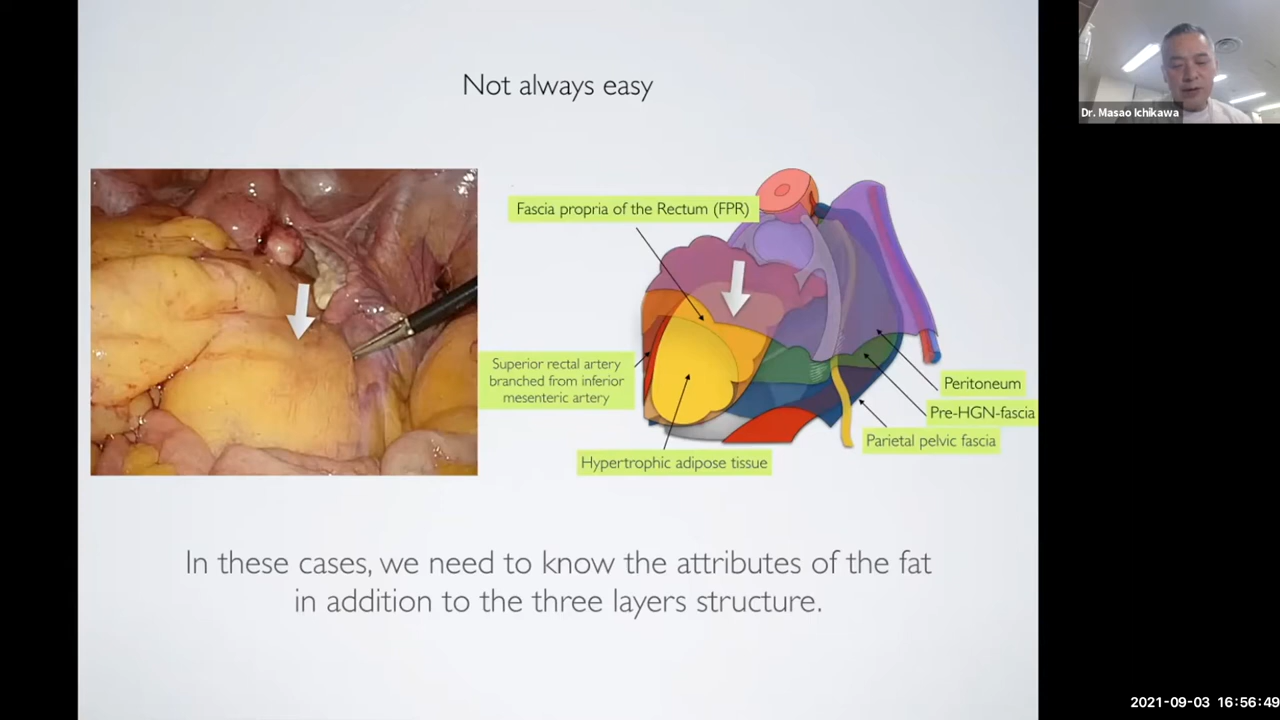 Not always easy
Dr. Masao Ichikawa
Fascia propria of the Rectum (FPR)
Superior rectal artery
branched from inferior
mesenteric artery
Peritoneum
Pre-HGN-fascia
Parietal pelvic fascia
Hypertrophic adipose tissue
In these cases, we need to know the attributes of the fat
in addition to the three layers structure.
2021-09-03 16:56:49